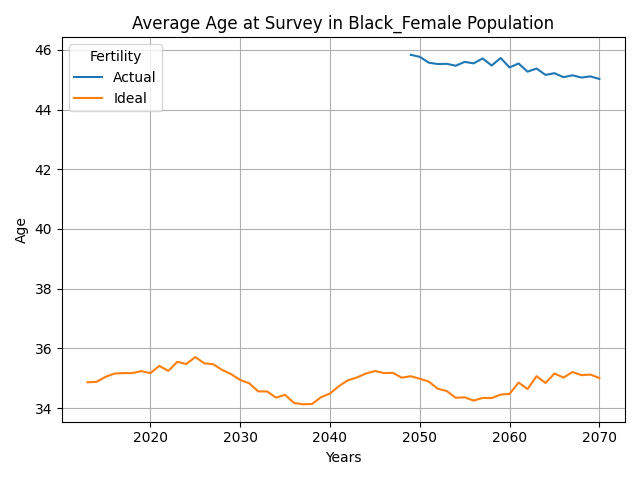 Average Age at Survey in Black_Female Population
Fertility
Actual
Ideal
Age
46
44
42
40
38
36
34
2020 2030 2040 2050 2060 2070
Years